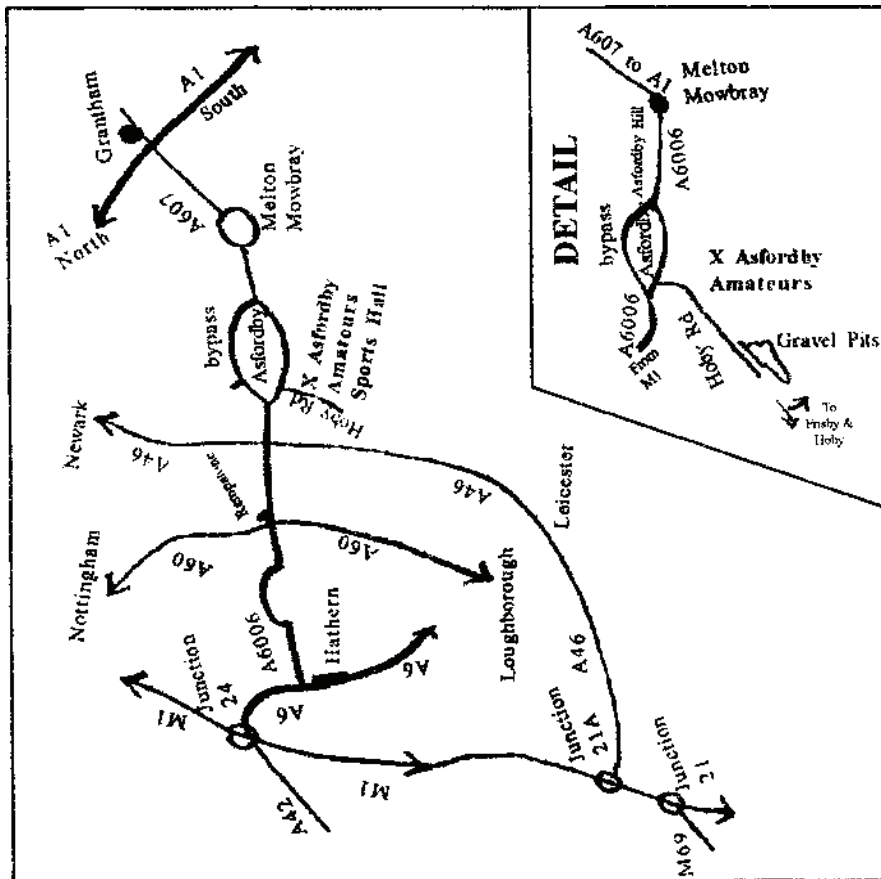 A1
North
A1
South
Grantham
A607
Melton
Mowbray
bypass
Asfordby
X Asfordby
Amateurs
Sports Hall
Hoby Rd
Newark
A46
Rempstone
A46
Leicester
Nottingham
A60
A60
Loughborough
A6006
Hathern
A6
A6
Junction
24
M1
M1
A42
A46
Junction
21A
Junction
21
M69
DETAIL
A607 to A1
Melton
Mowbray
Asfordby Hill
A6006
bypass
Asfordby
X Asfordby
Amateurs
A6006
From
M1
Hoby Rd
Gravel Pits
To
Frisby &
Hoby